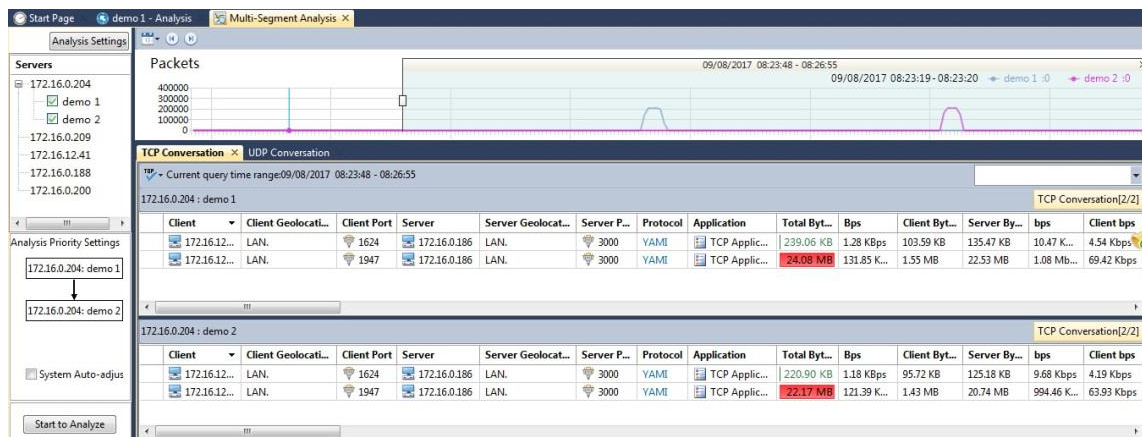 Start Page demo 1 - Analysis Multi-Segment Analysis ×
Analysis Settings
Servers
172.16.0.204
demo 1
demo 2
172.16.0.209
172.16.12.41
172.16.0.188
172.16.0.200
Analysis Priority Settings
172.16.0.204: demo 1
172.16.0.204: demo 2
System Auto-adjus
Start to Analyze
Packets
09/08/2017 08:23:48 - 08:26:55
09/08/2017 08:23:19 - 08:23:20 demo 1 :0 demo 2 :0
400000
300000
200000
100000
0
TCP Conversation × UDP Conversation
Current query time range:09/08/2017 08:23:48 - 08:26:55
172.16.0.204 : demo 1 TCP Conversation[2/2]
Client Client Geolocati... Client Port Server Server Geolocat... Server P... Protocol Application Total Byt... Bps Client Byt... Server By... bps Client bps
172.16.12... LAN. 1624 172.16.0.186 LAN. 3000 YAMI TCP Applic... 239.06 KB 1.28 KBps 103.59 KB 135.47 KB 10.47 K... 4.54 Kbps
172.16.12... LAN. 1947 172.16.0.186 LAN. 3000 YAMI TCP Applic... 24.08 MB 131.85 K... 1.55 MB 22.53 MB 1.08 Mb... 69.42 Kbps
172.16.0.204 : demo 2 TCP Conversation[2/2]
Client Client Geolocati... Client Port Server Server Geolocat... Server P... Protocol Application Total Byt... Bps Client Byt... Server By... bps Client bps
172.16.12... LAN. 1624 172.16.0.186 LAN. 3000 YAMI TCP Applic... 220.90 KB 1.18 KBps 95.72 KB 125.18 KB 9.68 Kbps 4.19 Kbps
172.16.12... LAN. 1947 172.16.0.186 LAN. 3000 YAMI TCP Applic... 22.17 MB 121.39 K... 1.43 MB 20.74 MB 994.46 K... 63.93 Kbps